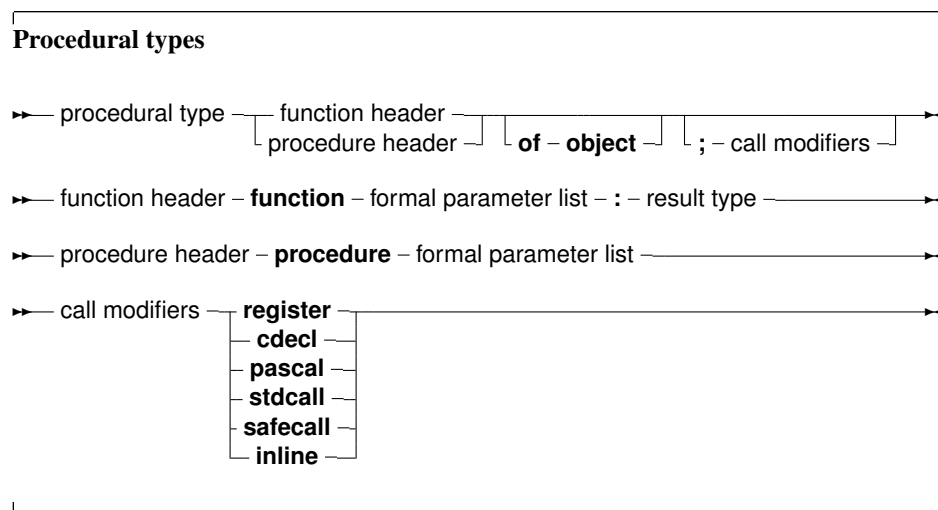 Procedural types
procedural type function header
procedure header of – object ; – call modifiers
function header – function – formal parameter list – : – result type
procedure header – procedure – formal parameter list
call modifiers register
cdecl
pascal
stdcall
safecall
inline